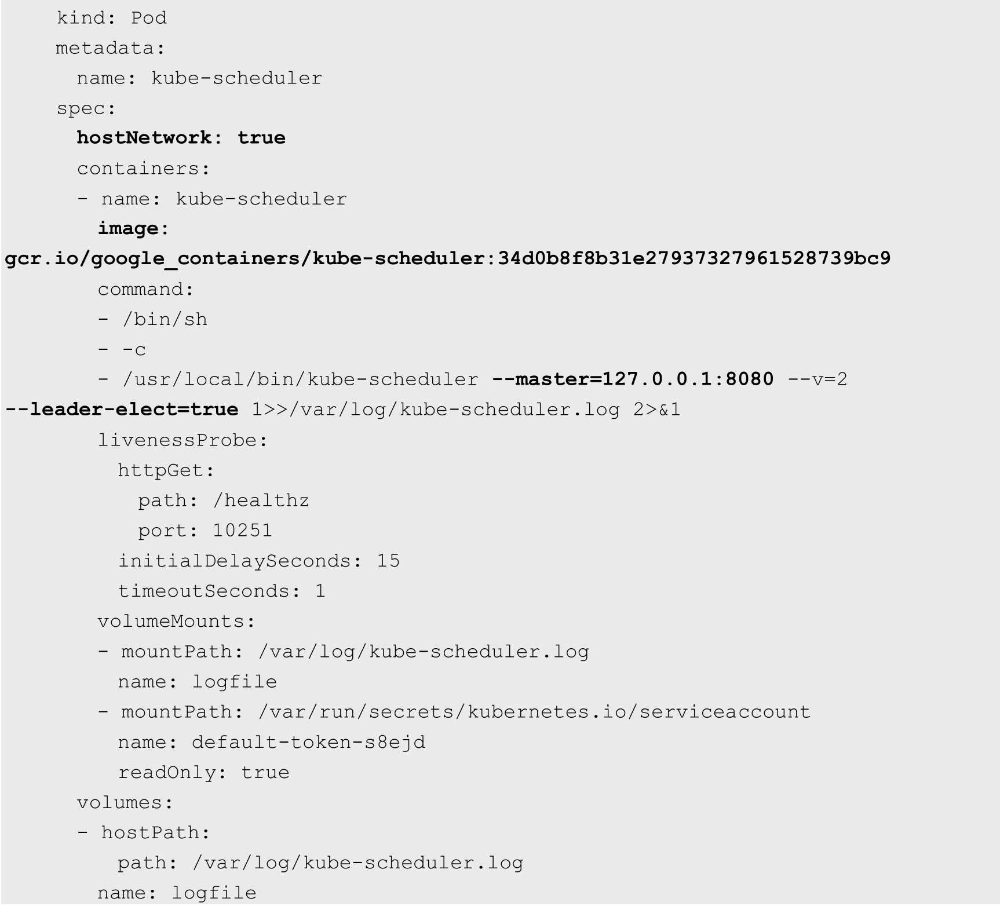 kind: Pod
metadata:
name: kube-scheduler
spec:
hostNetwork: true
containers:
- name: kube-scheduler
image:
gcr.io/google_containers/kube-scheduler:34d0b8f8b31e27937327961528739bc9
command:
- /bin/sh
- -c
- /usr/local/bin/kube-scheduler --master=127.0.0.1:8080 --v=2
--leader-elect=true 1>>/var/log/kube-scheduler.log 2>&1
livenessProbe:
httpGet:
path: /healthz
port: 10251
initialDelaySeconds: 15
timeoutSeconds: 1
volumeMounts:
- mountPath: /var/log/kube-scheduler.log
name: logfile
- mountPath: /var/run/secrets/kubernetes.io/serviceaccount
name: default-token-s8ejd
readOnly: true
volumes:
- hostPath:
path: /var/log/kube-scheduler.log
name: logfile